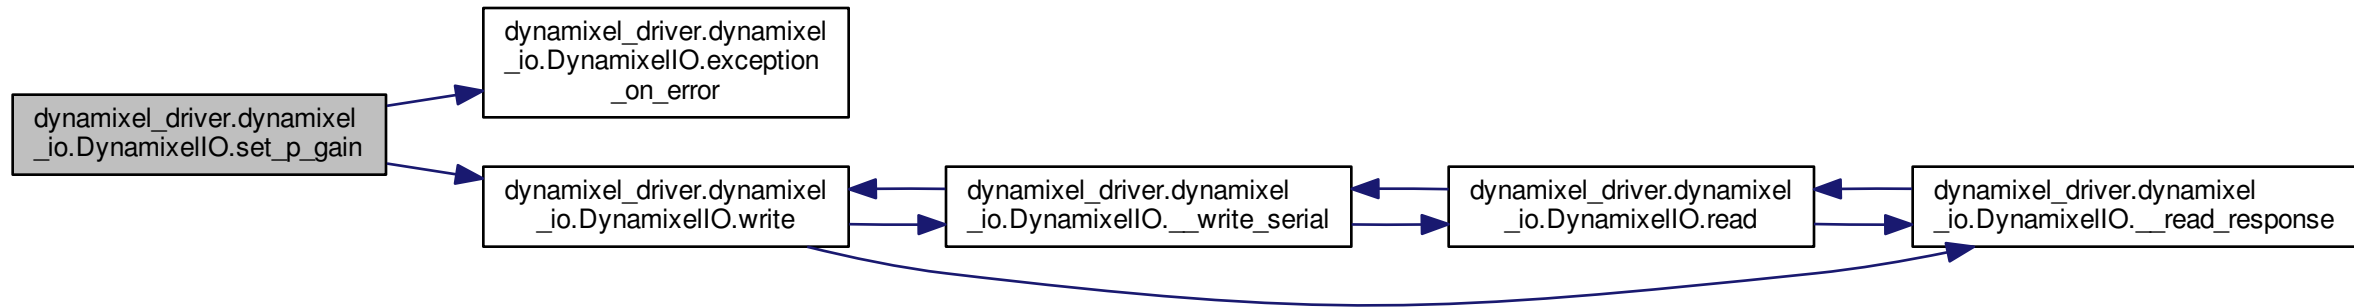 dynamixel_driver.dynamixel
_io.DynamixelIO.exception
_on_error
dynamixel_driver.dynamixel
_io.DynamixelIO.set_p_gain
dynamixel_driver.dynamixel
_io.DynamixelIO.write
dynamixel_driver.dynamixel
_io.DynamixelIO.__write_serial
dynamixel_driver.dynamixel
_io.DynamixelIO.read
dynamixel_driver.dynamixel
_io.DynamixelIO.__read_response